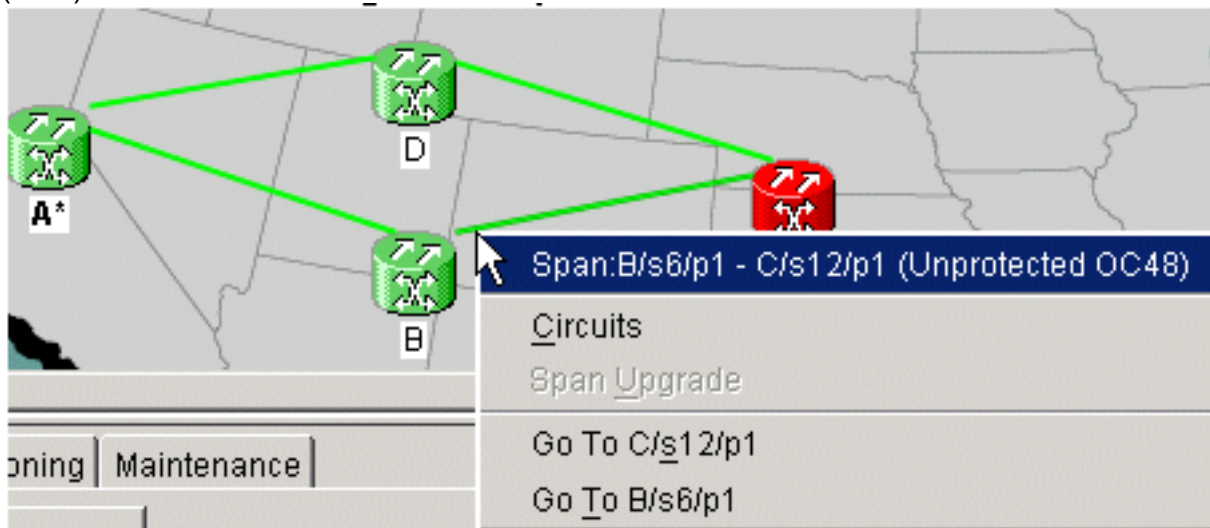 D
A*
B
Span:B/s6/p1 - C/s12/p1 (Unprotected OC48)
Circuits
Span Upgrade
Go To C/s12/p1
Go To B/s6/p1
oning
Maintenance